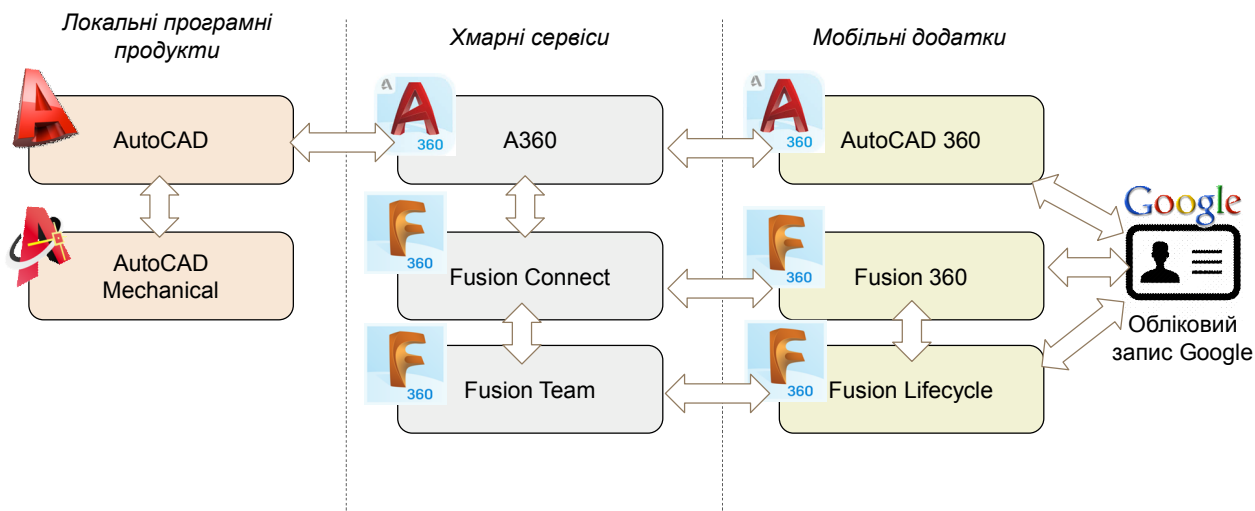 Локальні програмні
продукти
Хмарні сервіси
Мобільні додатки
AutoCAD
A
360
A360
A
360
AutoCAD 360
Google
AutoCAD
Mechanical
360
Fusion Connect
360
Fusion 360
Обліковий
запис Google
360
Fusion Team
360
Fusion Lifecycle